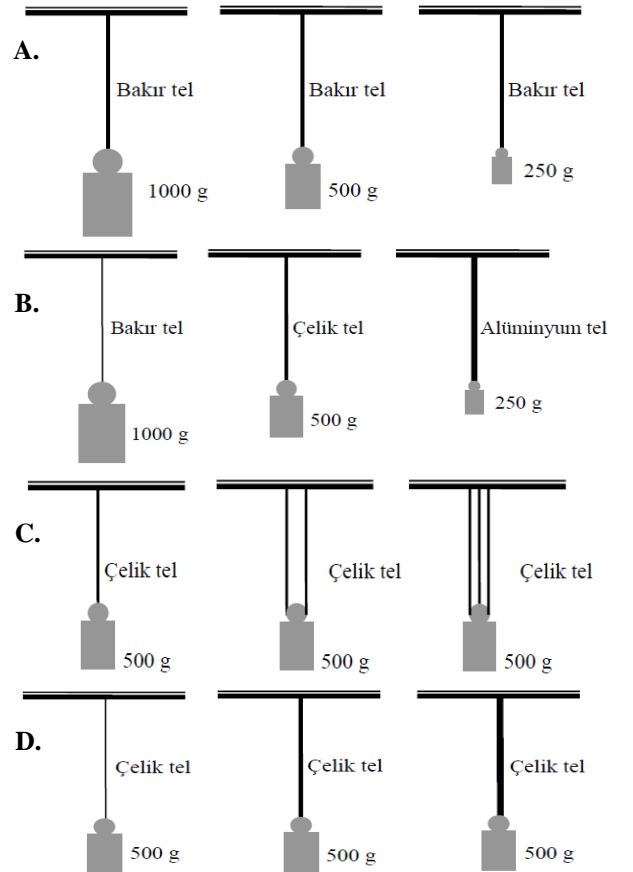 A.
Bakır tel Bakır tel Bakır tel
1000 g 500 g 250 g
B.
Bakır tel Çelik tel Alüminyum tel
1000 g 500 g 250 g
C.
Çelik tel Çelik tel Çelik tel
500 g 500 g 500 g
D.
Çelik tel Çelik tel Çelik tel
500 g 500 g 500 g